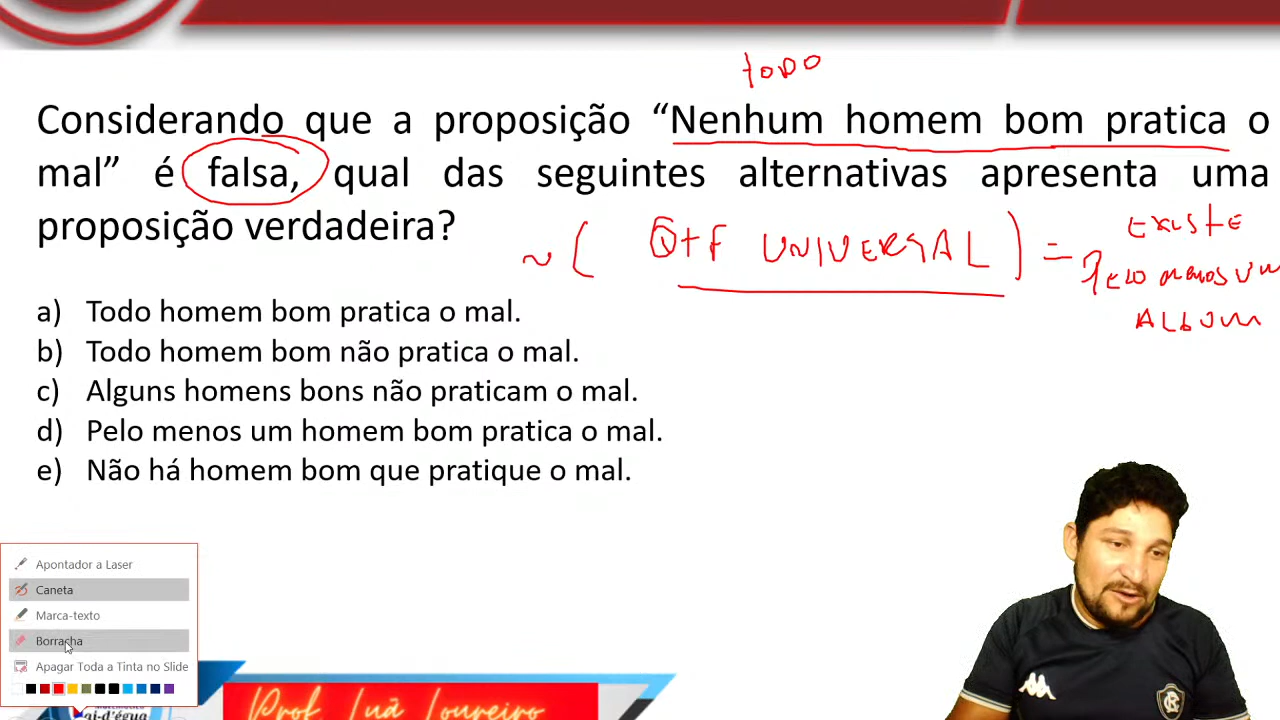 TODO
Considerando que a proposição “Nenhum homem bom pratica o
mal” é falsa, qual das seguintes alternativas apresenta uma
proposição verdadeira?
~ ( QTF UNIVERSAL ) =
EXISTE
PELO MENOS UM
ALGUM
a) Todo homem bom pratica o mal.
b) Todo homem bom não pratica o mal.
c) Alguns homens bons não praticam o mal.
d) Pelo menos um homem bom pratica o mal.
e) Não há homem bom que pratique o mal.
Apontador a Laser
Caneta
Marca-texto
Borracha
Apagar Toda a Tinta no Slide
ai-d'égua
Prof. Luã Loureiro